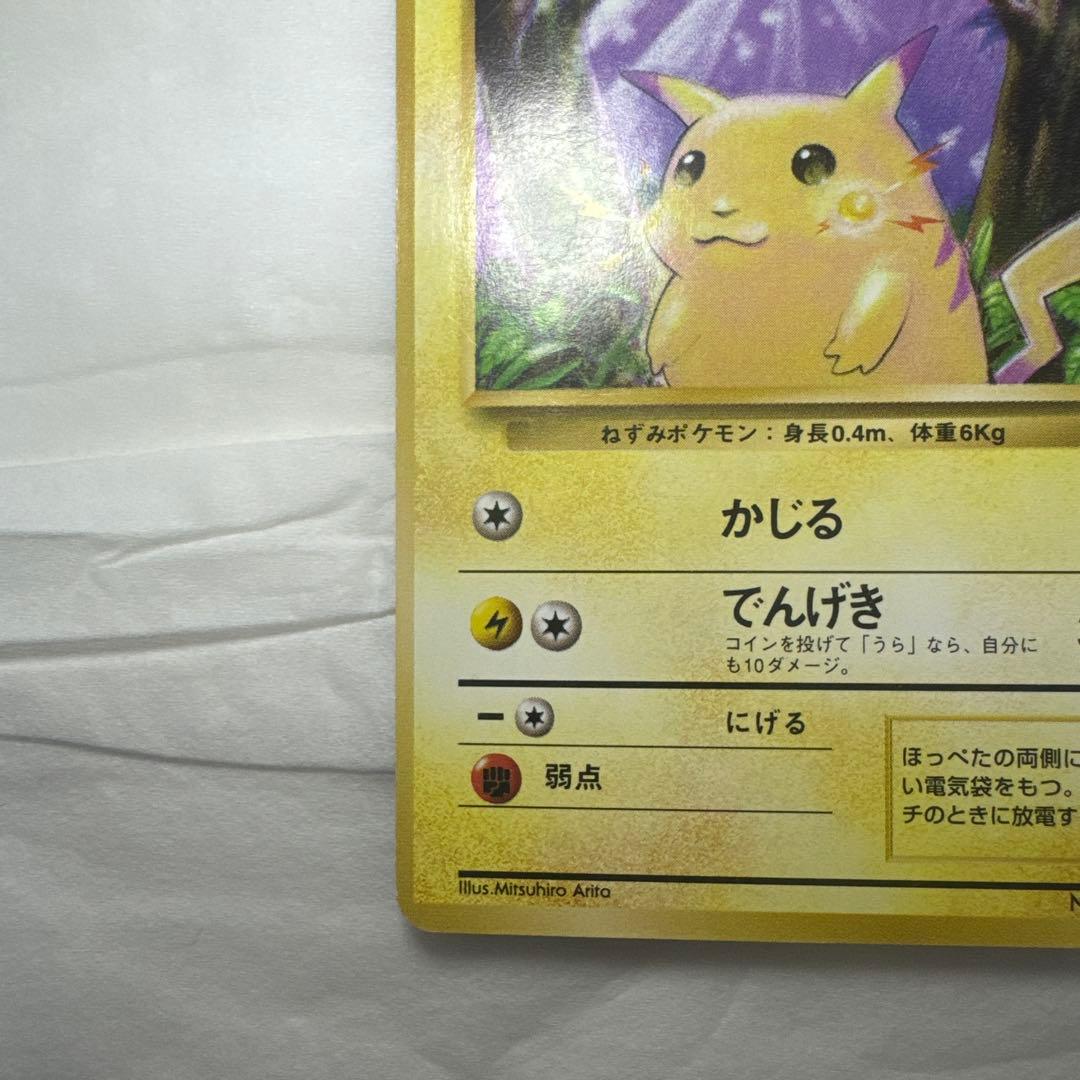 ねずみポケモン：身長0.4m、体重6Kg
かじる
でんげき
コインを投げて「うら」なら、自分に
も10ダメージ。
ー
にげる
弱点
ほっぺたの両側に
い電気袋をもつ。
チのときに放電す
Illus.Mitsuhiro Arita
N